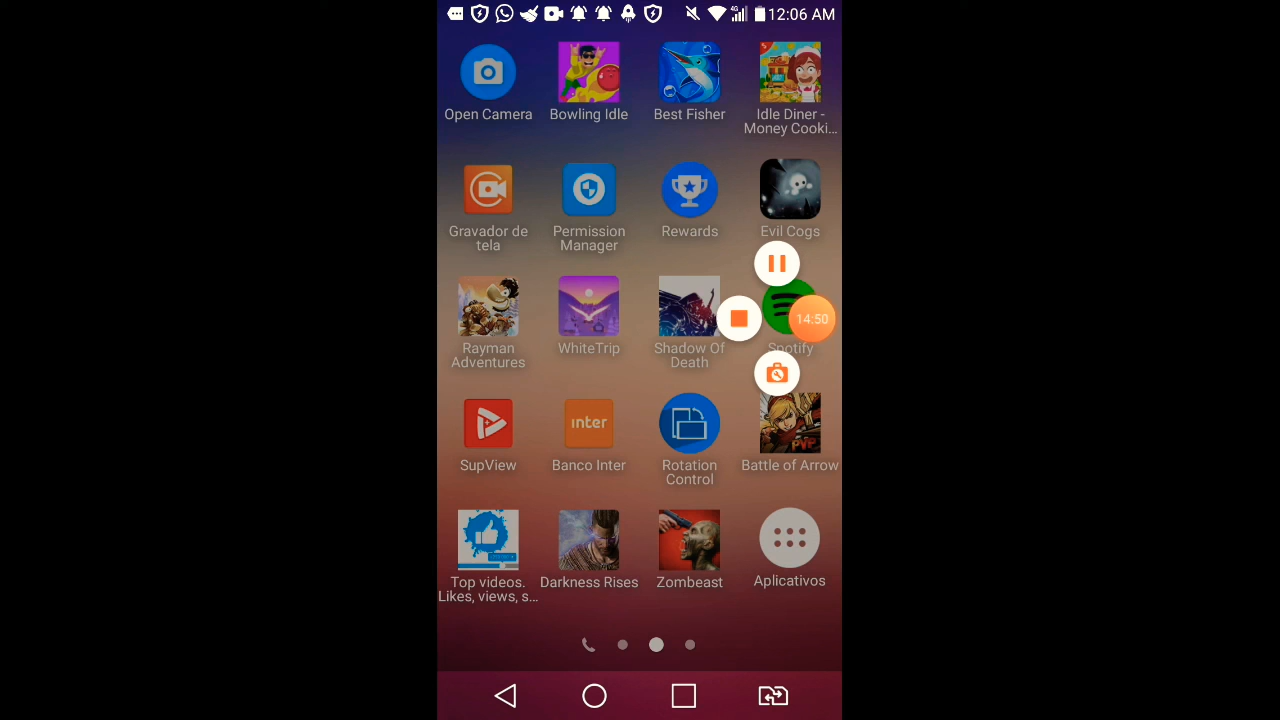 4G
12:06 AM
Open Camera
Bowling Idle
Best Fisher
Idle Diner -
Money Cooki...
Gravador de
tela
Permission
Manager
Rewards
Evil Cogs
Rayman
Adventures
WhiteTrip
Shadow Of
Death
Spotify
14:50
inter
SupView
Banco Inter
Rotation
Control
PVP
Battle of Arrow
Top videos.
Likes, views, s...
Darkness Rises
Zombeast
Aplicativos